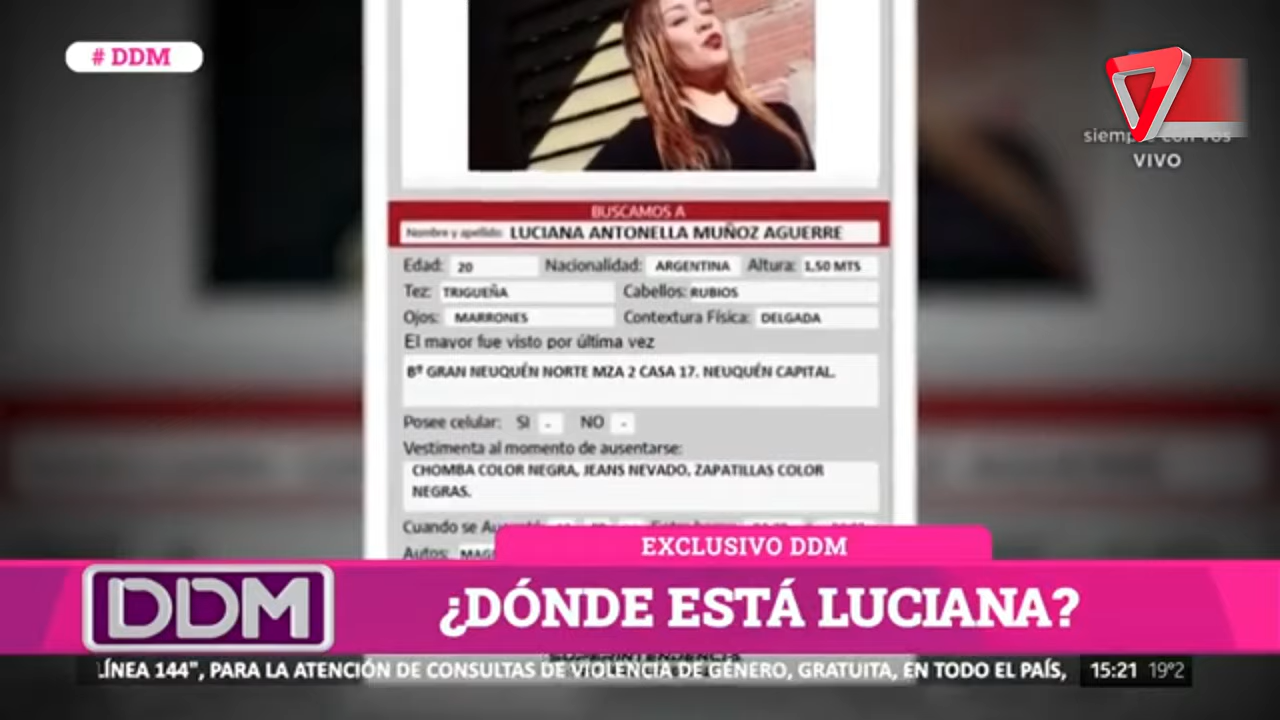 # DDM
siempre con vos
VIVO
BUSCAMOS A
Nombre y apellido: LUCIANA ANTONELLA MUÑOZ AGUERRE
Edad: 20 Nacionalidad: ARGENTINA Altura: 1,50 MTS
Tez: TRIGUEÑA Cabellos: RUBIOS
Ojos: MARRONES Contextura Física: DELGADA
El mayor fue visto por última vez
Bº GRAN NEUQUÉN NORTE MZA 2 CASA 17. NEUQUÉN CAPITAL.
Posee celular: SI - NO -
Vestimenta al momento de ausentarse:
CHOMBA COLOR NEGRA, JEANS NEVADO, ZAPATILLAS COLOR
NEGRAS.
Cuando se
Autos:
EXCLUSIVO DDM
DDM
¿DÓNDE ESTÁ LUCIANA?
LÍNEA 144", PARA LA ATENCIÓN DE CONSULTAS DE VIOLENCIA DE GÉNERO, GRATUITA, EN TODO EL PAÍS,
15:21 19°2